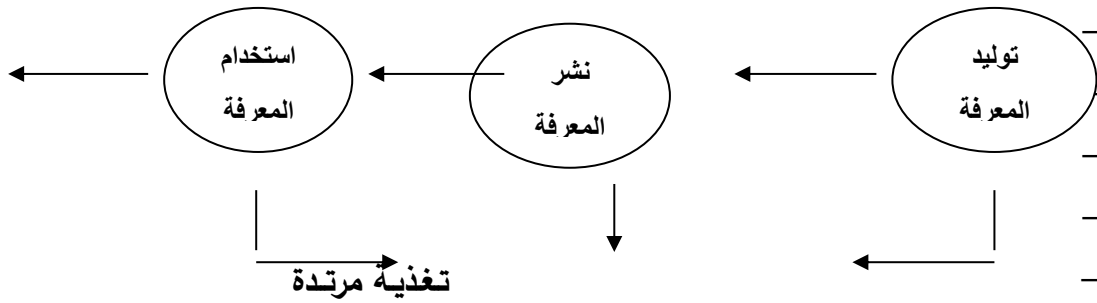 توليد
المعرفة
نشر
المعرفة
استخدام
المعرفة
تغذية مرتدة